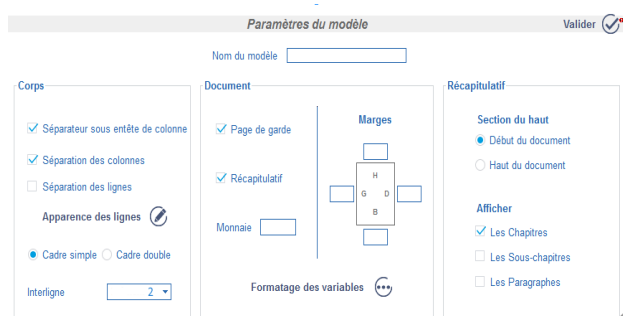 Paramètres du modèle
Valider
Nom du modèle
Corps
Séparateur sous entête de colonne
Séparation des colonnes
Séparation des lignes
Apparence des lignes
Cadre simple Cadre double
Interligne 2
Document
Page de garde
Récapitulatif
Monnaie
Marges
H
G D
B
Formatage des variables
Récapitulatif
Section du haut
Début du document
Haut du document
Afficher
Les Chapitres
Les Sous-chapitres
Les Paragraphes